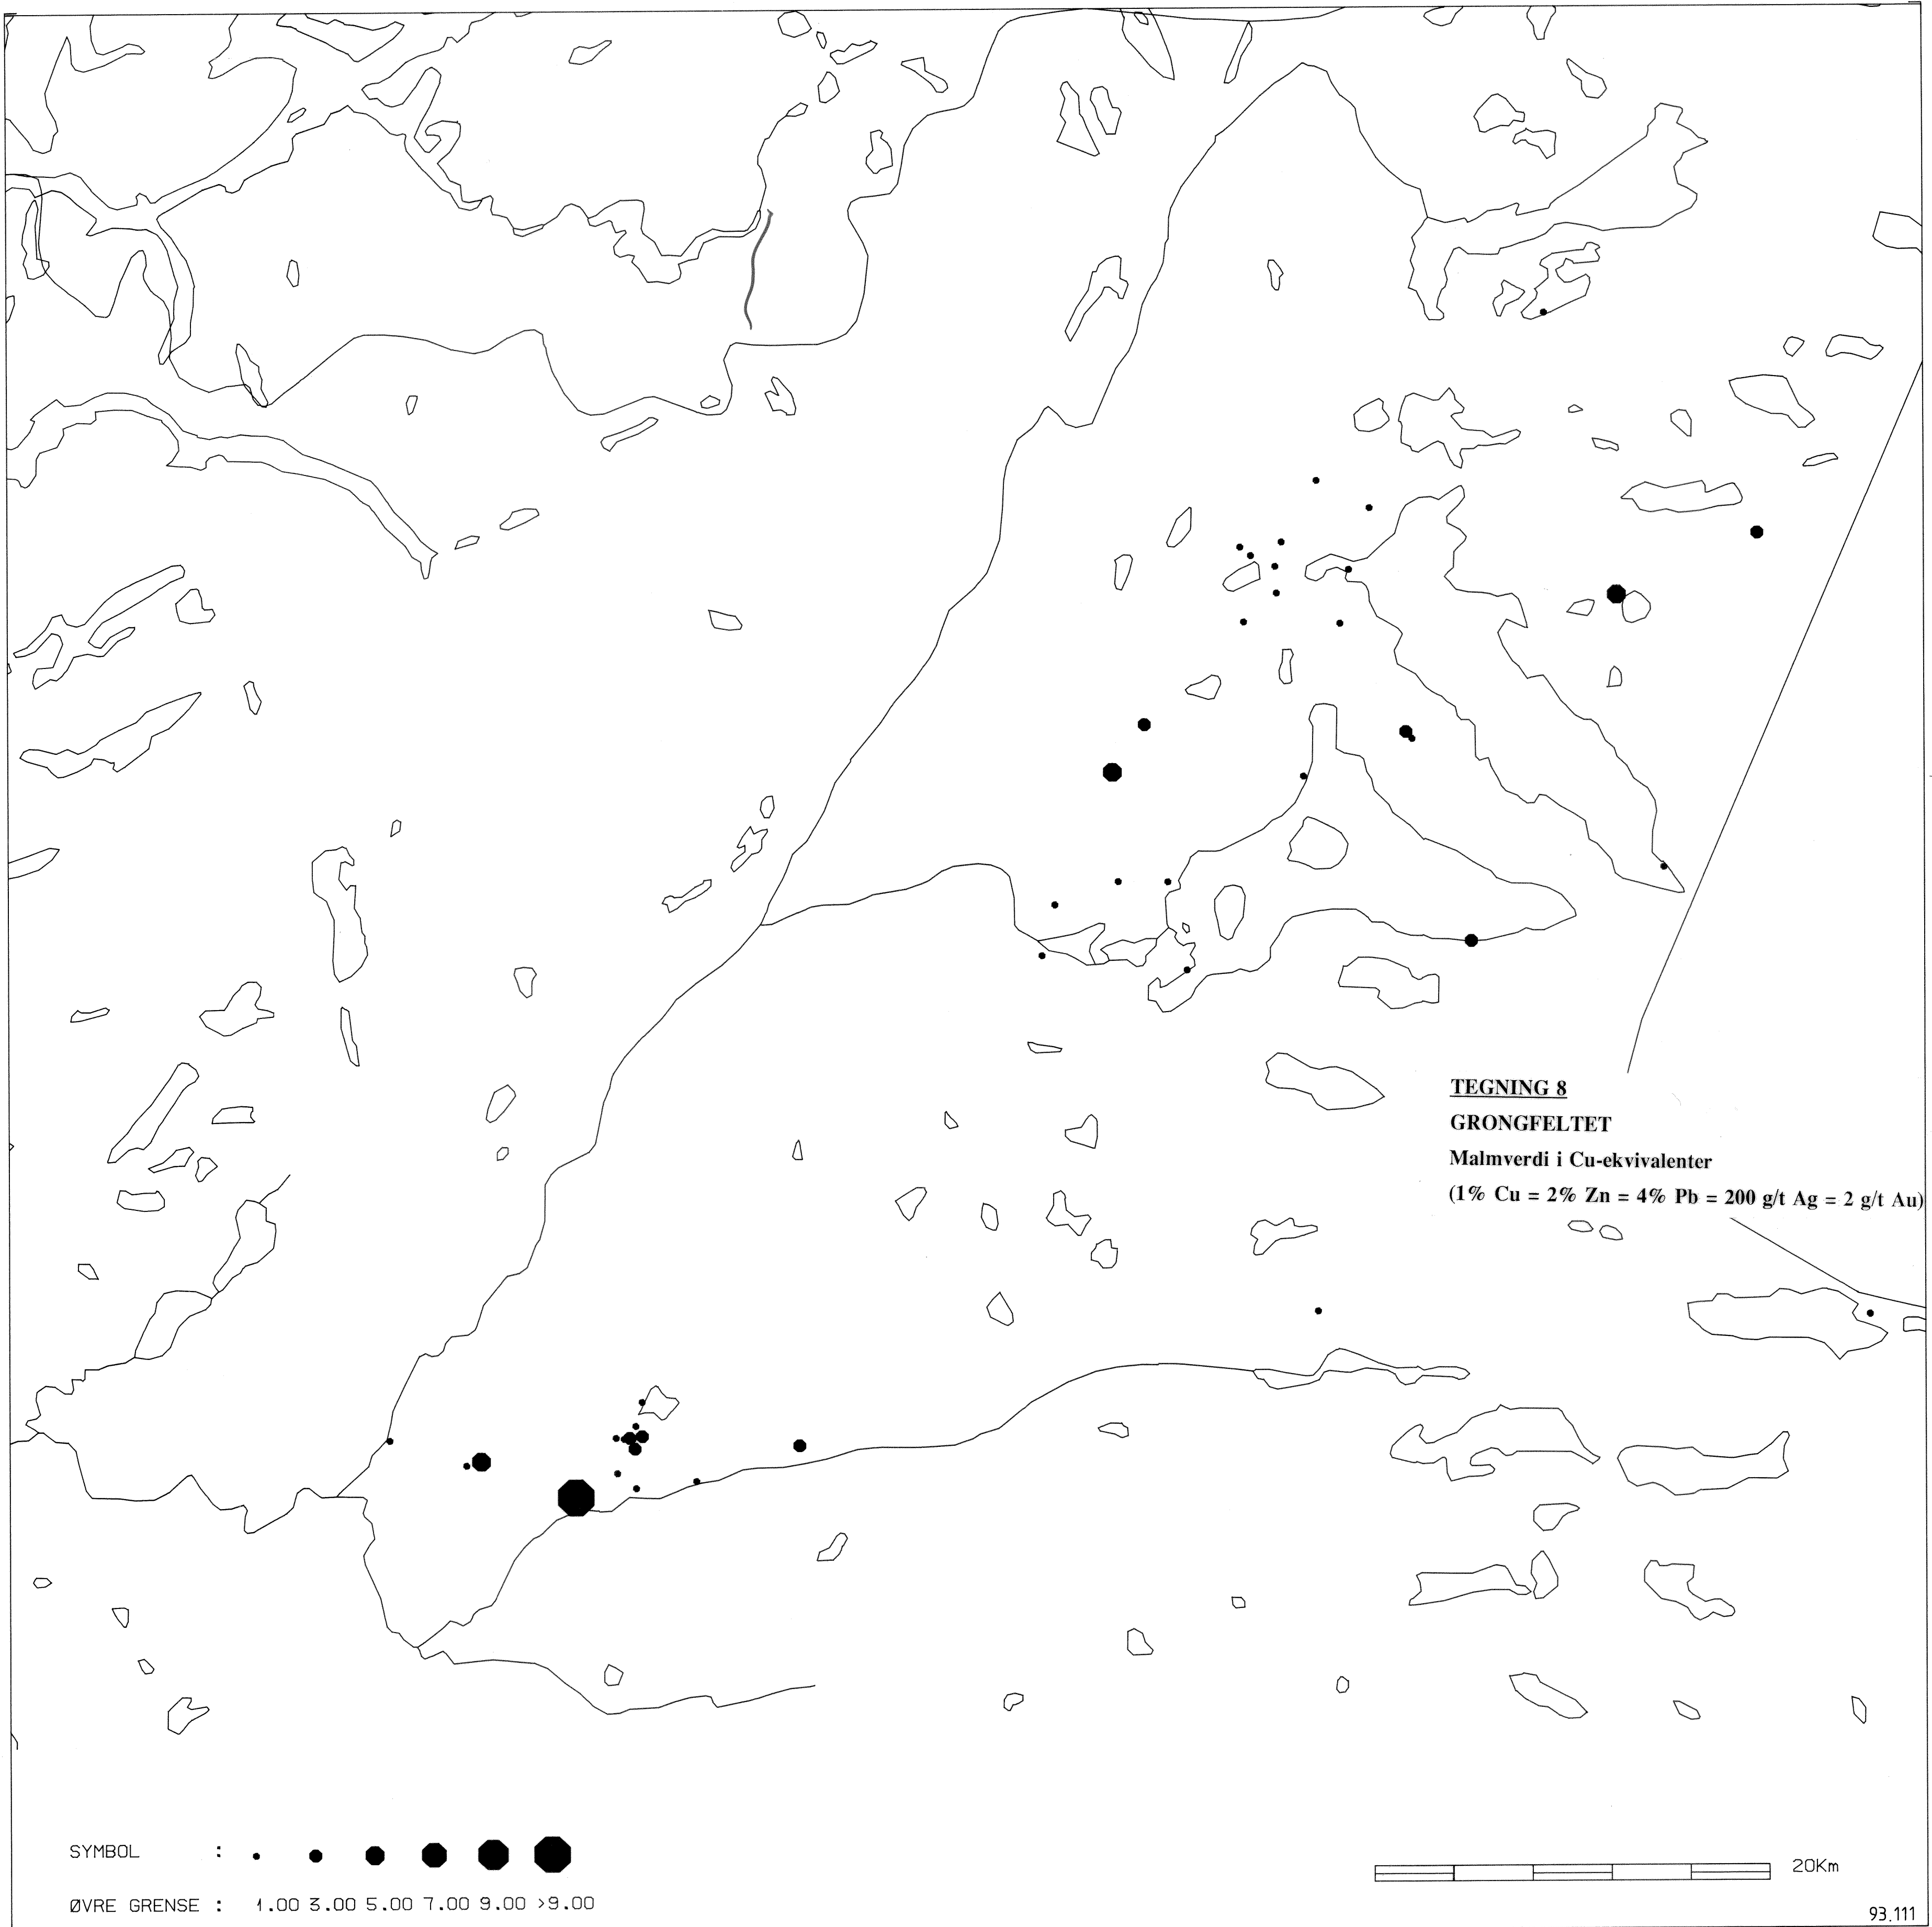 TEGNING 8
GRONGFELTET
Malmverdi i Cu-ekvivalenter
(1% Cu = 2% Zn = 4% Pb = 200 g/t Ag = 2 g/t Au)
SYMBOL :
ØVRE GRENSE : 1.00 3.00 5.00 7.00 9.00 >9.00
20Km
93.111